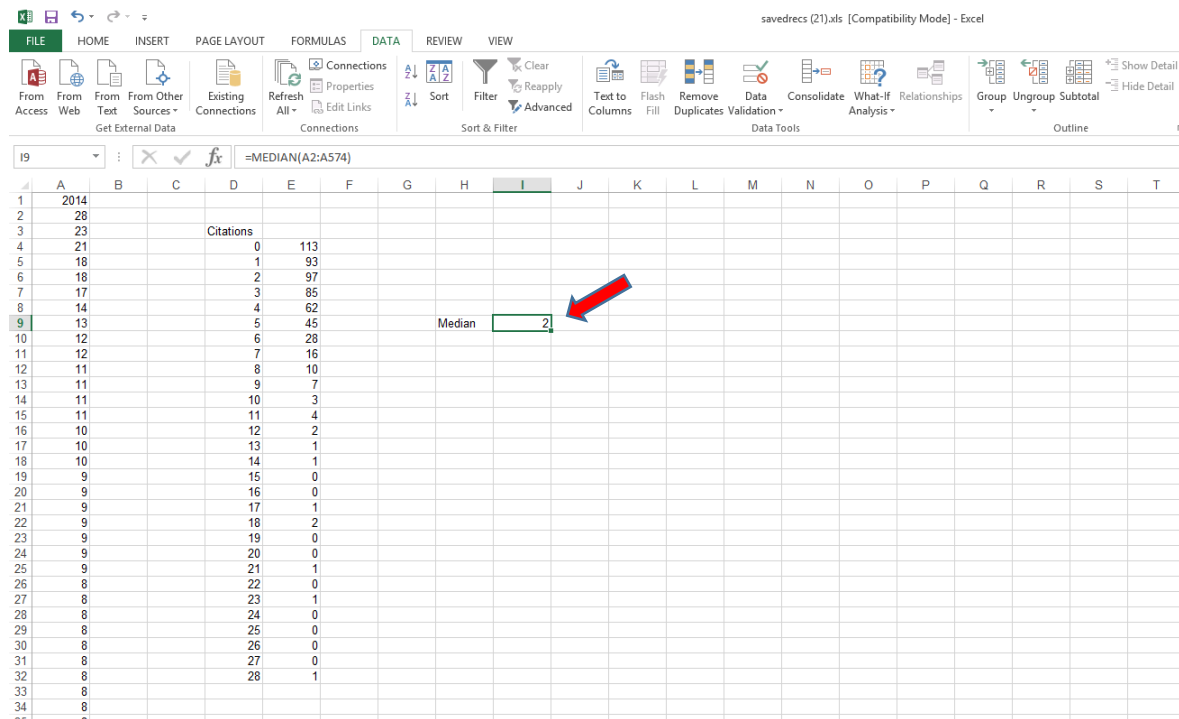 savedrecs (21).xls [Compatibility Mode] - Excel
FILE HOME INSERT PAGE LAYOUT FORMULAS DATA REVIEW VIEW
From Access
From Web
From Text
From Other Sources
Existing Connections
Get External Data
Refresh All
Connections
Properties
Edit Links
Connections
Sort
Filter
Clear
Reapply
Advanced
Sort & Filter
Text to Columns
Flash Fill
Remove Duplicates
Data Validation
Consolidate
What-If Analysis
Relationships
Data Tools
Group
Ungroup
Subtotal
Show Detail
Hide Detail
Outline
I9 fx =MEDIAN(A2:A574)
A B C D E F G H I J K L M N O P Q R S T
1 2014
2 28
3 23 Citations
4 21 0 113
5 18 1 93
6 18 2 97
7 17 3 85
8 14 4 62
9 13 5 45 Median 2
10 12 6 28
11 12 7 16
12 11 8 10
13 11 9 7
14 11 10 3
15 11 11 4
16 10 12 2
17 10 13 1
18 10 14 1
19 9 15 0
20 9 16 0
21 9 17 1
22 9 18 2
23 9 19 0
24 9 20 0
25 9 21 1
26 8 22 0
27 8 23 1
28 8 24 0
29 8 25 0
30 8 26 0
31 8 27 0
32 8 28 1
33 8
34 8